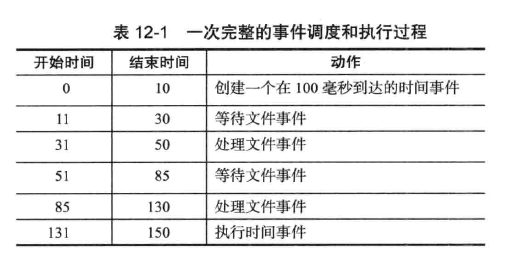 表 12-1 一次完整的事件调度和执行过程
开始时间 结束时间 动作
0 10 创建一个在 100 毫秒到达的时间事件
11 30 等待文件事件
31 50 处理文件事件
51 85 等待文件事件
85 130 处理文件事件
131 150 执行时间事件